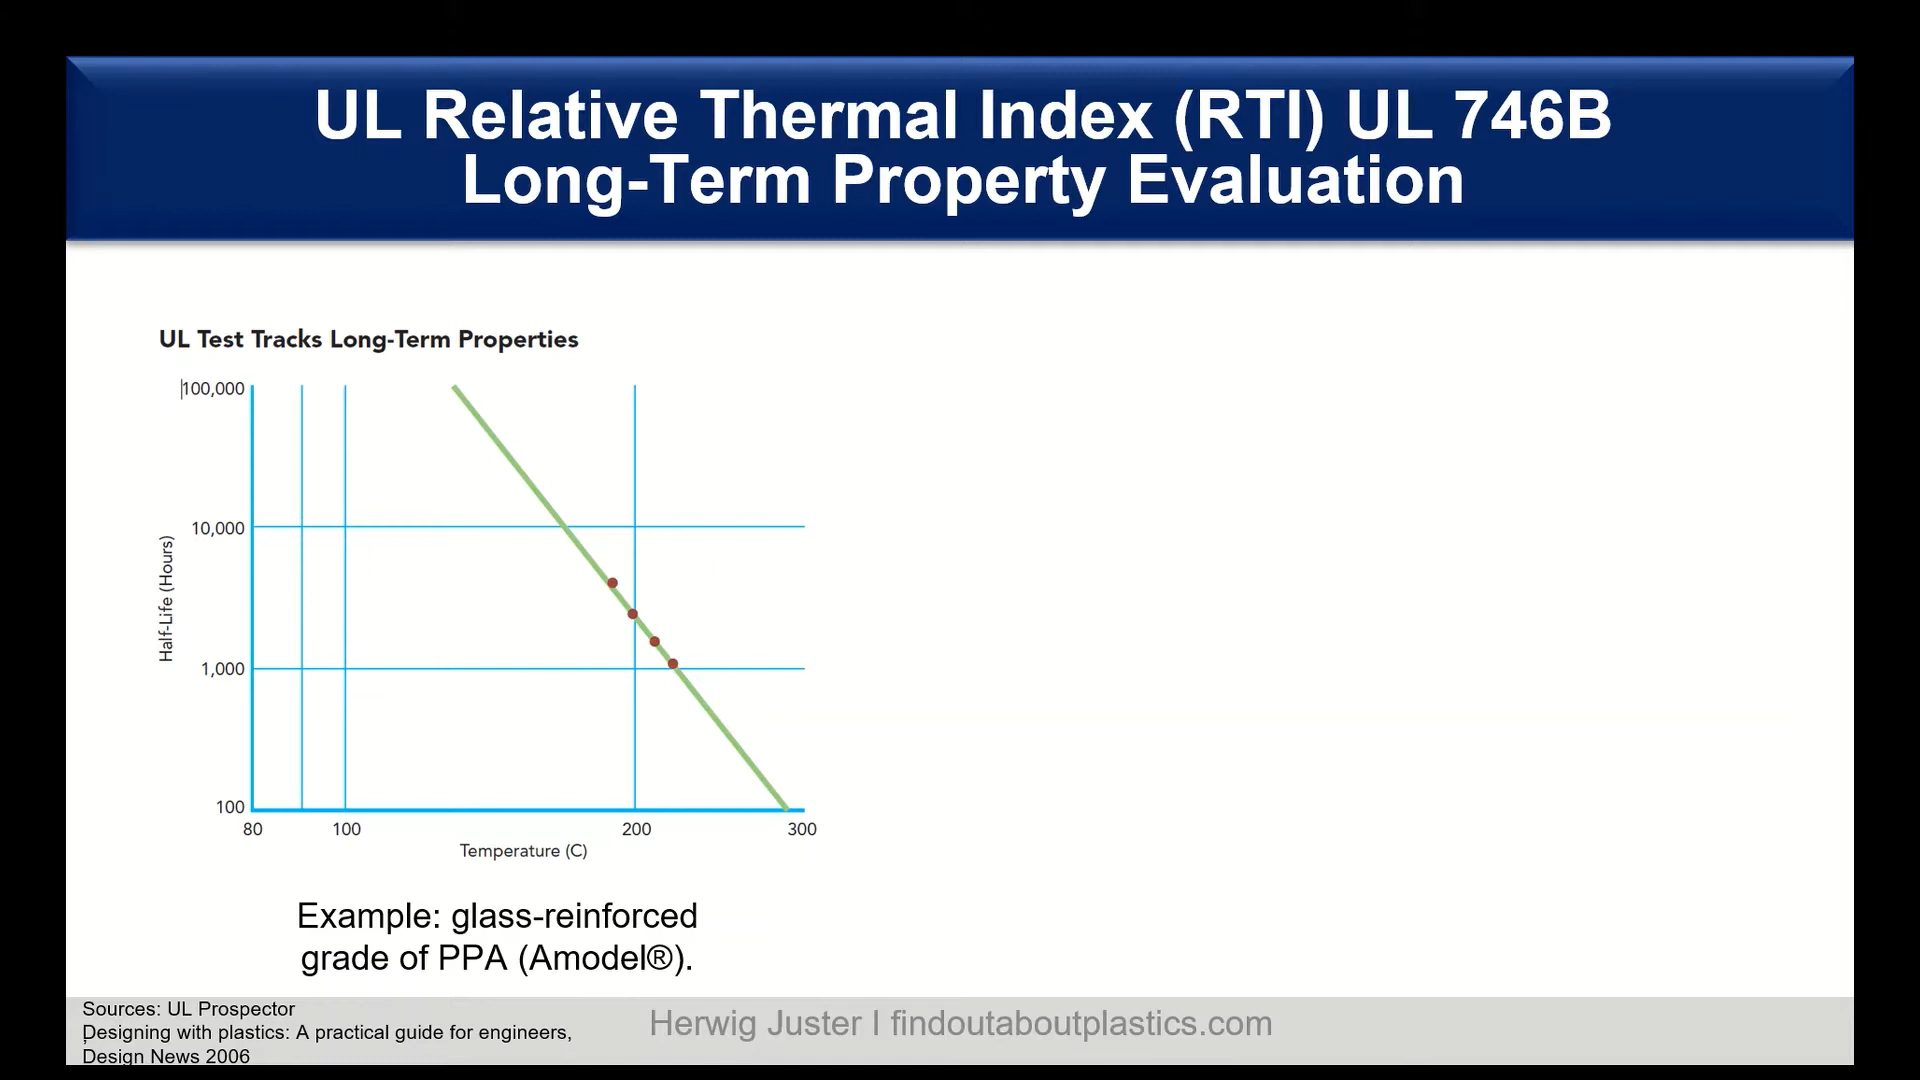 UL Relative Thermal Index (RTI) UL 746B
Long-Term Property Evaluation
UL Test Tracks Long-Term Properties
100,000
10,000
1,000
100
Half-Life (Hours)
80
100
200
300
Temperature (C)
Example: glass-reinforced
grade of PPA (Amodel®).
Sources: UL Prospector
Designing with plastics: A practical guide for engineers,
Design News 2006
Herwig Juster I findoutaboutplastics.com